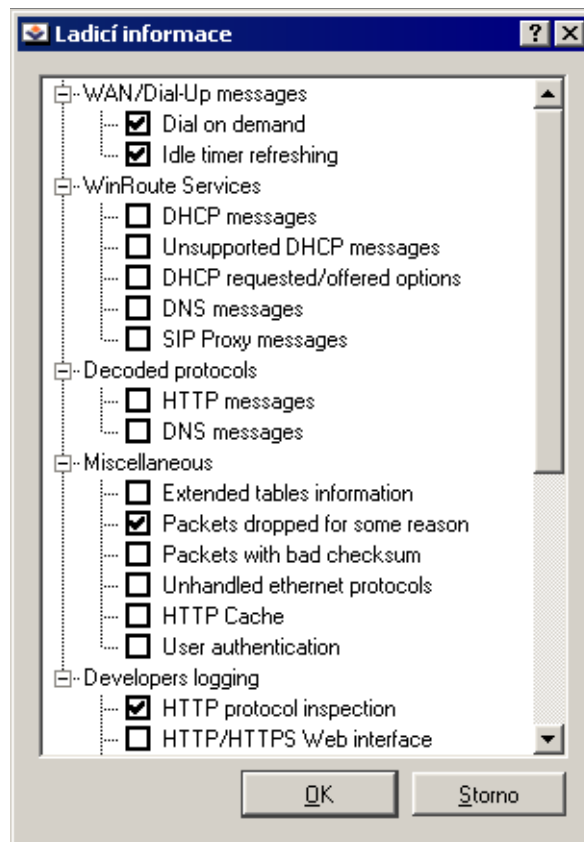 Ladicí informace
WAN/Dial-Up messages
Dial on demand
Idle timer refreshing
WinRoute Services
DHCP messages
Unsupported DHCP messages
DHCP requested/offered options
DNS messages
SIP Proxy messages
Decoded protocols
HTTP messages
DNS messages
Miscellaneous
Extended tables information
Packets dropped for some reason
Packets with bad checksum
Unhandled ethernet protocols
HTTP Cache
User authentication
Developers logging
HTTP protocol inspection
HTTP/HTTPS Web interface
OK Storno